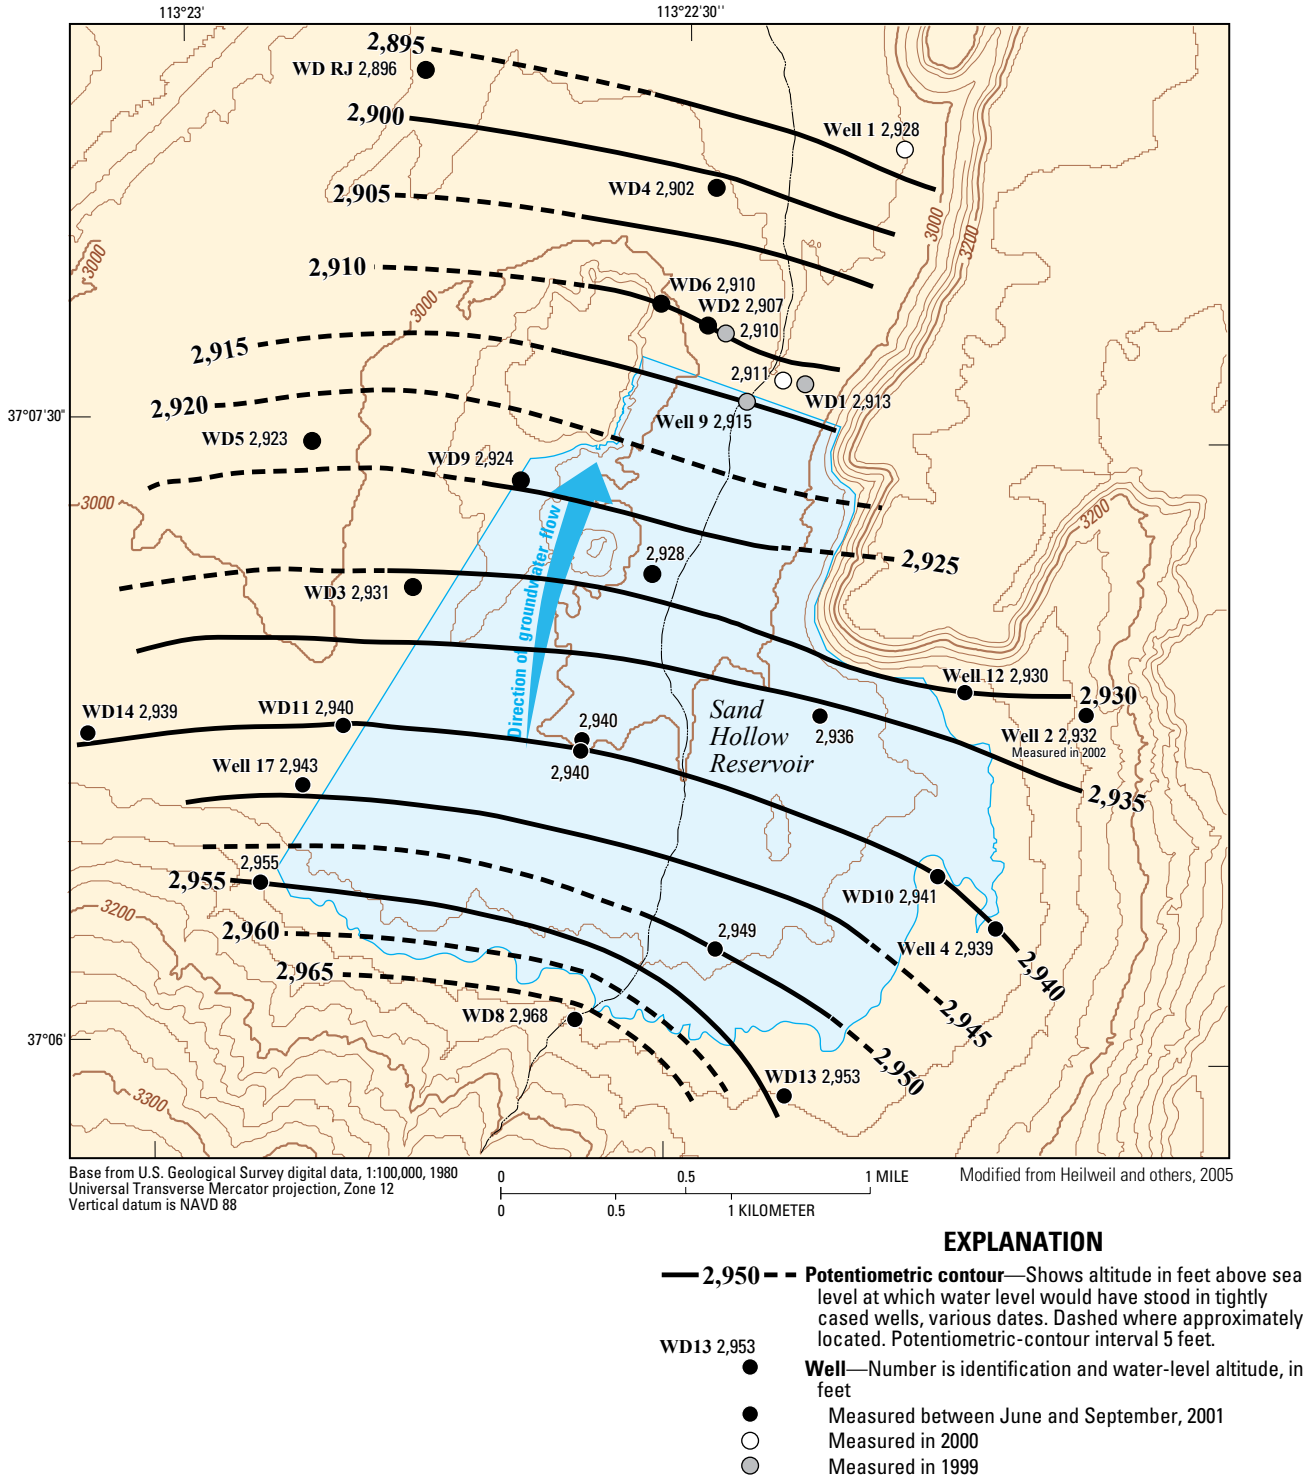 113°23'
113°22'30''
2,895
WD RJ 2,896
2,900
Well 1 2,928
WD4 2,902
2,905
3000
3200
3000
2,910
3000
WD6 2,910
WD2 2,907
2,910
2,915
2,911
WD1 2,913
2,920
37°07'30"
Well 9 2,915
WD5 2,923
WD9 2,924
3000
3200
Direction of groundwater flow
2,928
2,925
WD3 2,931
Well 12 2,930
2,930
WD14 2,939
WD11 2,940
2,940
2,940
Sand
Hollow
Reservoir
2,936
Well 2 2,932
Measured in 2002
Well 17 2,943
2,935
2,955
2,955
WD10 2,941
3200
2,960
2,949
Well 4 2,939
2,940
2,965
2,945
WD8 2,968
37°06'
2,950
WD13 2,953
3300
Base from U.S. Geological Survey digital data, 1:100,000, 1980
Universal Transverse Mercator projection, Zone 12
Vertical datum is NAVD 88
0 0.5 1 MILE
0 0.5 1 KILOMETER
Modified from Heilweil and others, 2005
EXPLANATION
2,950
Potentiometric contour—Shows altitude in feet above sea
level at which water level would have stood in tightly
cased wells, various dates. Dashed where approximately
located. Potentiometric-contour interval 5 feet.
WD13 2,953
Well—Number is identification and water-level altitude, in
feet
Measured between June and September, 2001
Measured in 2000
Measured in 1999